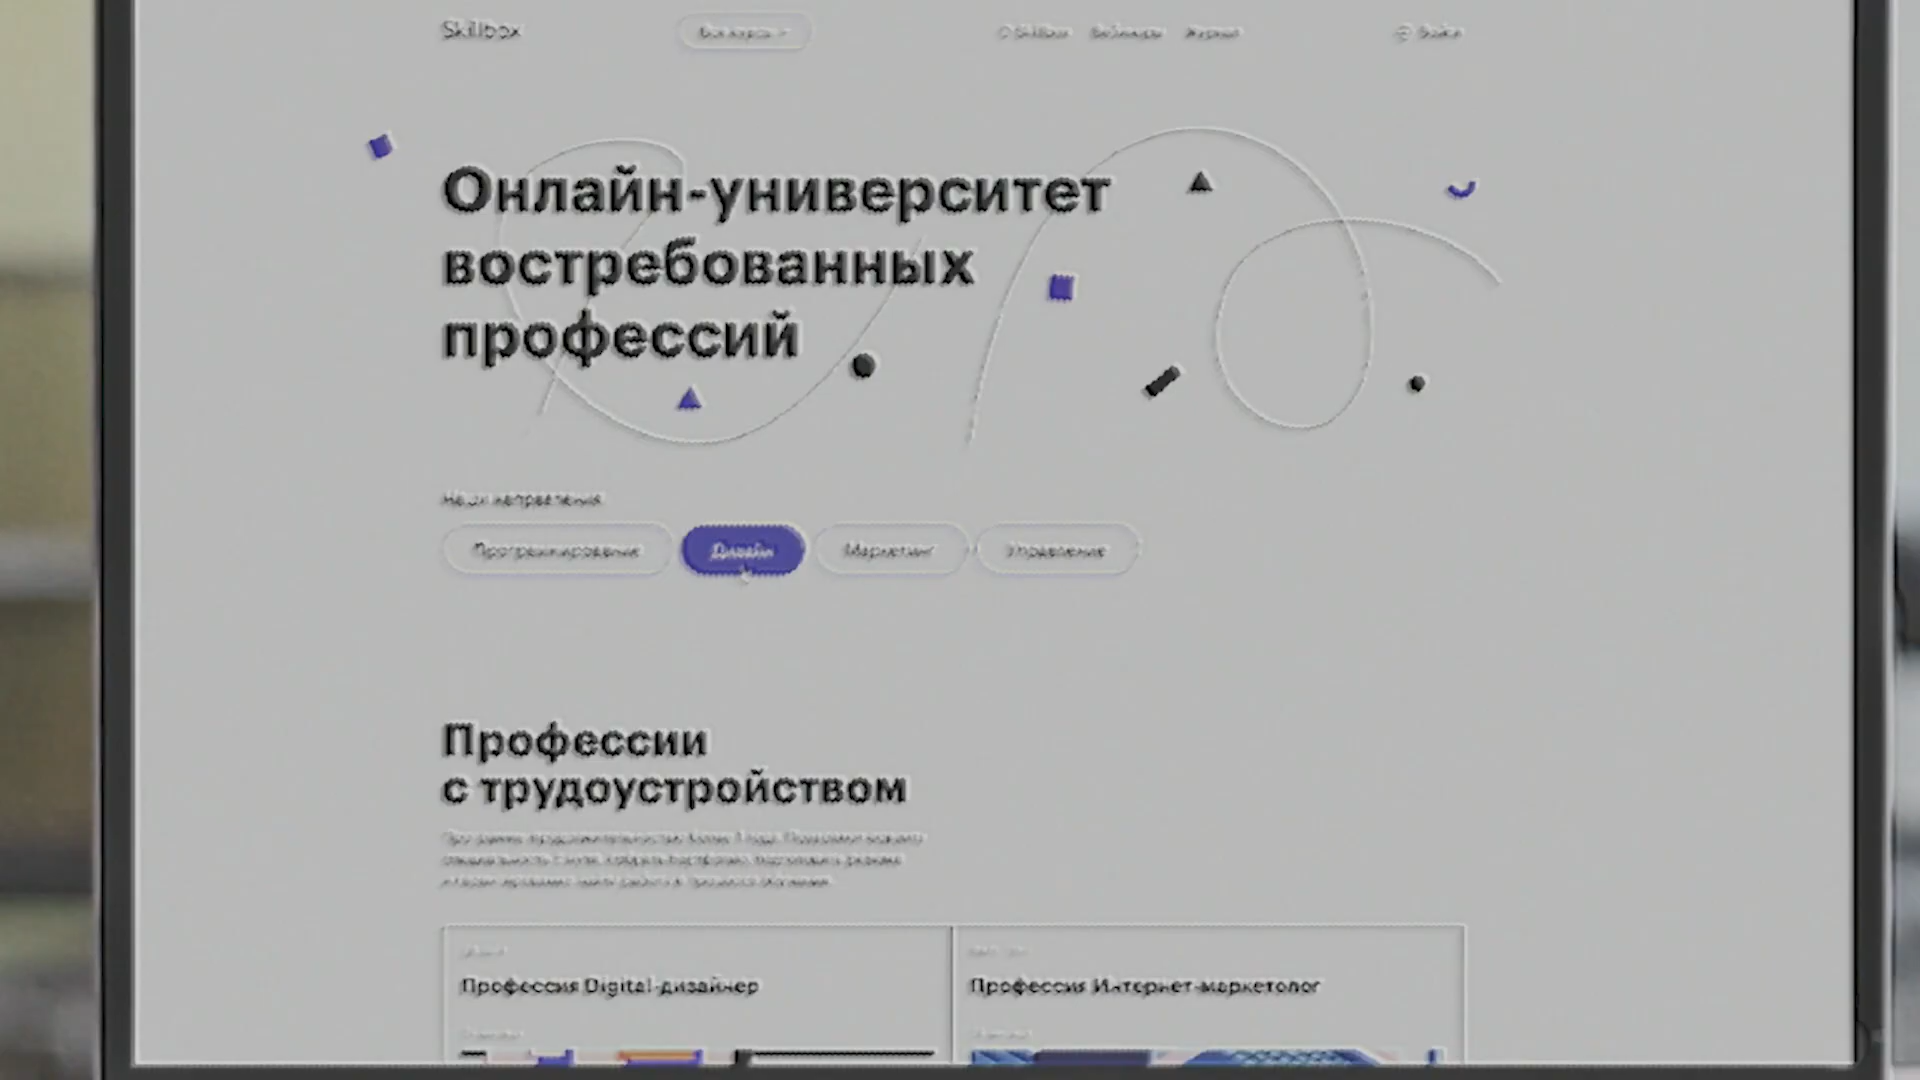 Skillbox
Все курсы
О Skillbox Вебинары Журнал
Войти
Онлайн-университет
востребованных
профессий
Наши направления
Программирование Дизайн Маркетинг Управление
Профессии
с трудоустройством
Профессия Digital-дизайнер
Профессия Интернет-маркетолог